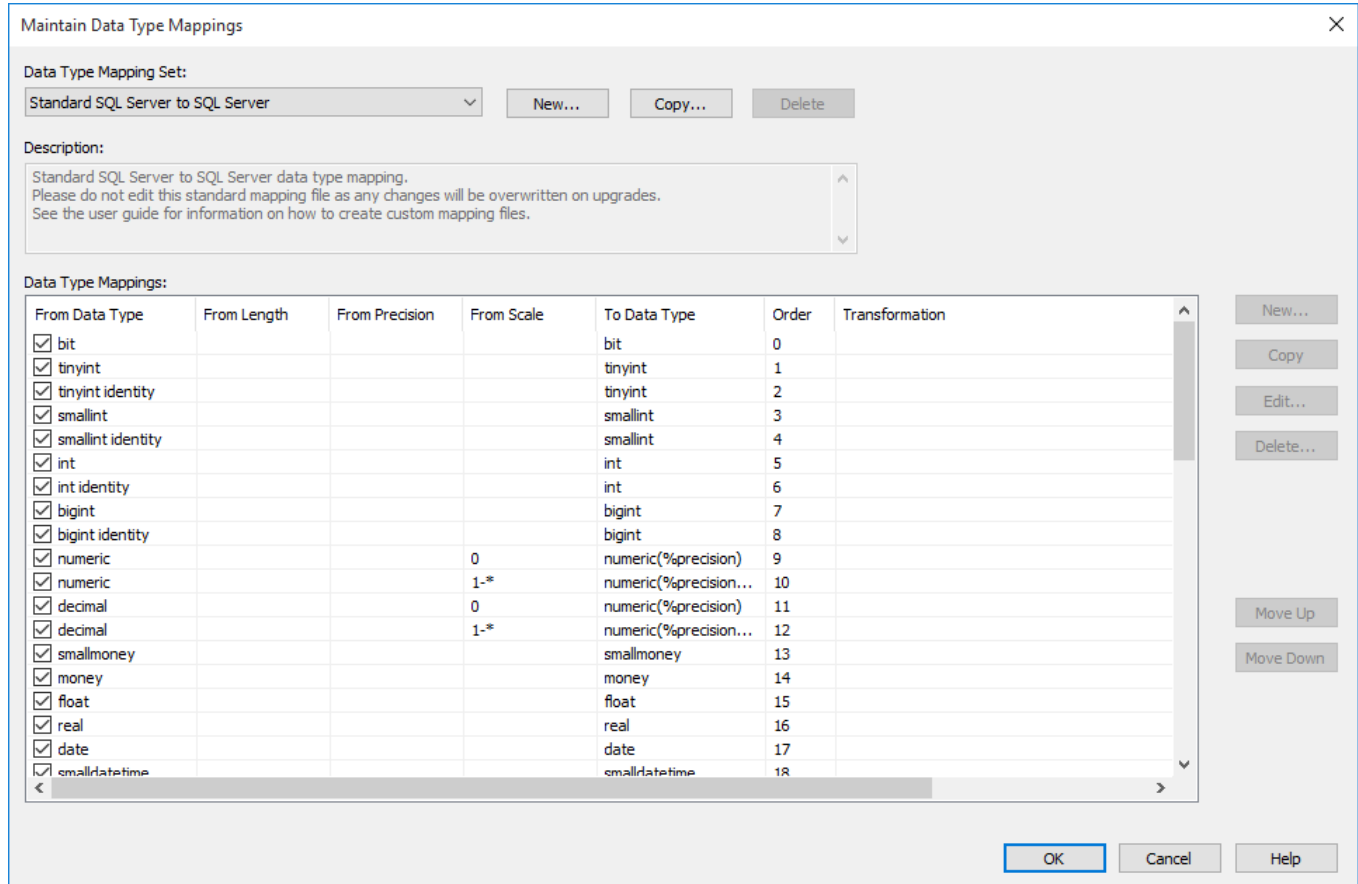 Maintain Data Type Mappings
Data Type Mapping Set:
Standard SQL Server to SQL Server New... Copy... Delete
Description:
Standard SQL Server to SQL Server data type mapping.
Please do not edit this standard mapping file as any changes will be overwritten on upgrades.
See the user guide for information on how to create custom mapping files.
Data Type Mappings:
From Data Type From Length From Precision From Scale To Data Type Order Transformation New...
bit bit 0
tinyint tinyint 1 Copy
tinyint identity tinyint 2
smallint smallint 3 Edit...
smallint identity smallint 4 Delete...
int int 5
int identity int 6
bigint bigint 7
bigint identity bigint 8
numeric 0 numeric(%precision) 9
numeric 1-* numeric(%precision... 10
decimal 0 numeric(%precision) 11
decimal 1-* numeric(%precision... 12 Move Up
smallmoney smallmoney 13 Move Down
money money 14
float float 15
real real 16
date date 17
smalldatetime smalldatetime 18
OK Cancel Help